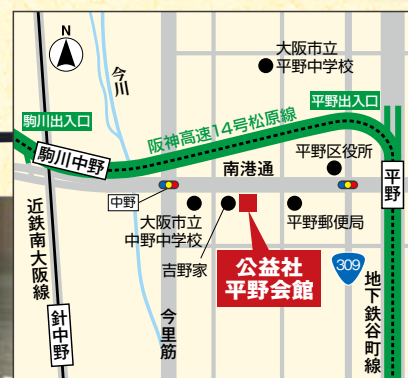 N
今川
大阪市立
平野中学校
駒川出入口
平野出入口
阪神高速14号松原線
駒川中野
平野区役所
南港通
平野
中野
大阪市立
中野中学校
平野郵便局
吉野家
近鉄南大阪線
公益社
平野会館
309
地下鉄谷町線
針中野
今里筋